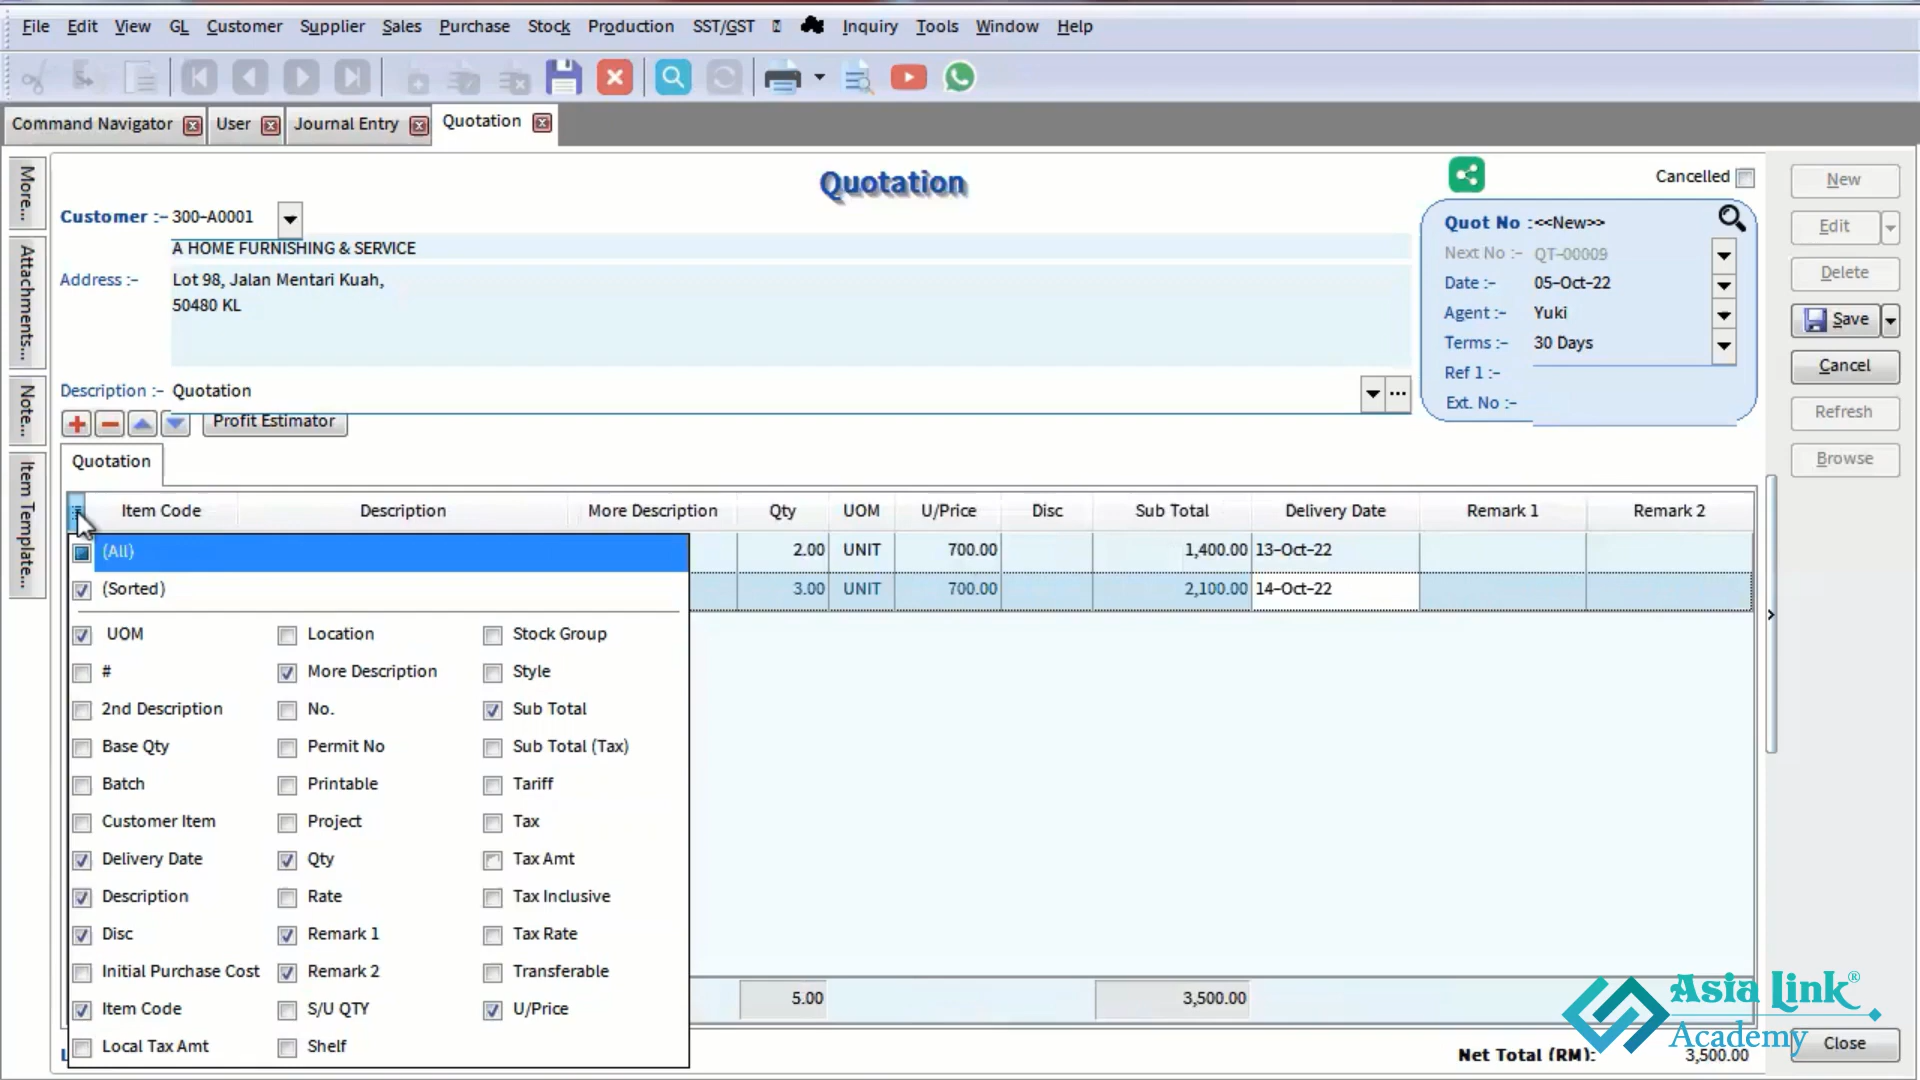 File Edit View GL Customer Supplier Sales Purchase Stock Production SST/GST Inquiry Tools Window Help
Command Navigator User Journal Entry Quotation
More...
Attachments...
Note...
Item Template...
Quotation
Cancelled
Customer :- 300-A0001
A HOME FURNISHING & SERVICE
Address :- Lot 98, Jalan Mentari Kuah,
50480 KL
Description :- Quotation
Profit Estimator
Quot No : <<New>>
Next No :- QT-00009
Date :- 05-Oct-22
Agent :- Yuki
Terms :- 30 Days
Ref 1 :-
Ext. No :-
New
Edit
Delete
Save
Cancel
Refresh
Browse
Quotation
Item Code Description More Description Qty UOM U/Price Disc Sub Total Delivery Date Remark 1 Remark 2
2.00 UNIT 700.00 1,400.00 13-Oct-22
3.00 UNIT 700.00 2,100.00 14-Oct-22
(All)
(Sorted)
UOM Location Stock Group
# More Description Style
2nd Description No. Sub Total
Base Qty Permit No Sub Total (Tax)
Batch Printable Tariff
Customer Item Project Tax
Delivery Date Qty Tax Amt
Description Rate Tax Inclusive
Disc Remark 1 Tax Rate
Initial Purchase Cost Remark 2 Transferable
Item Code S/U QTY U/Price
Local Tax Amt Shelf
5.00 3,500.00
Net Total (RM): 3,500.00
Asia Link®
Academy
Close